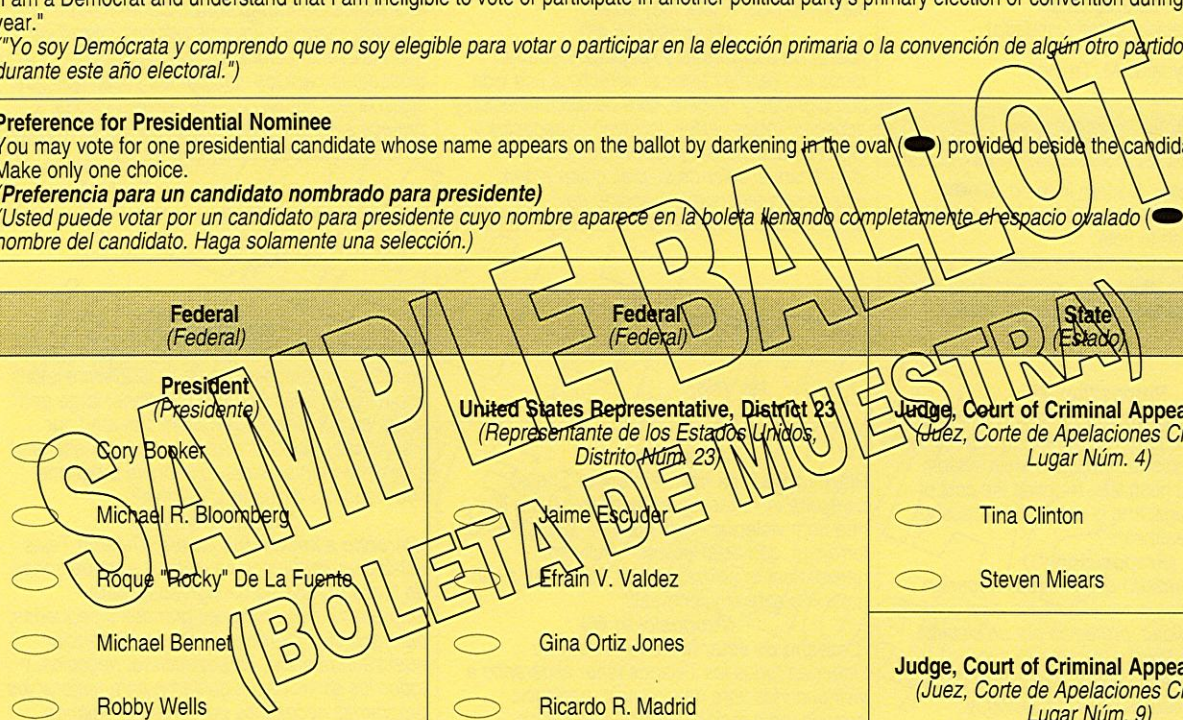 I am a Democrat and understand that I am ineligible to vote or participate in another political party's primary election or convention during
year."
("Yo soy Demócrata y comprendo que no soy elegible para votar o participar en la elección primaria o la convención de algún otro partido
durante este año electoral.")
Preference for Presidential Nominee
You may vote for one presidential candidate whose name appears on the ballot by darkening in the oval ( ) provided beside the
Make only one choice.
(Preferencia para un candidato nombrado para presidente)
(Usted puede votar por un candidato para presidente cuyo nombre aparece en la boleta llenando completamente el espacio ovalado (
nombre del candidato. Haga solamente una selección.)
SAMPLE BALLOT
(BOLETA DE MUESTRA)
Federal
(Federal)
President
(Presidente)
Cory Booker
Michael R. Bloomberg
Roque "Rocky" De La Fuente
Michael Bennet
Robby Wells
Federal
(Federal)
United States Representative, District 23
(Representante de los Estados Unidos,
Distrito Núm. 23)
Jaime Escuder
Efrain V. Valdez
Gina Ortiz Jones
Ricardo R. Madrid
State
(Estado)
Judge, Court of Criminal
(Juez, Corte de Apelaciones
Lugar Núm. 4)
Tina Clinton
Steven Miears
Judge, Court of Criminal
(Juez, Corte de Apelaciones
Lugar Núm. 9)